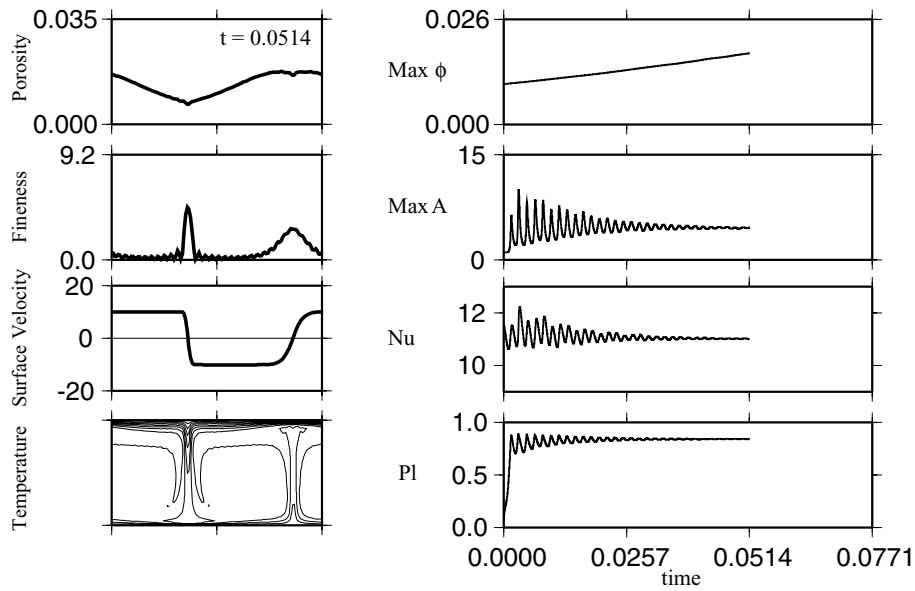 0.035
t = 0.0514
Porosity
0.000
9.2
Fineness
0.0
20
Surface Velocity
0
-20
Temperature
0.026
Max ϕ
0.000
15
Max A
0
12
Nu
10
1.0
Pl
0.5
0.0
0.0000 0.0257 0.0514 0.0771
time